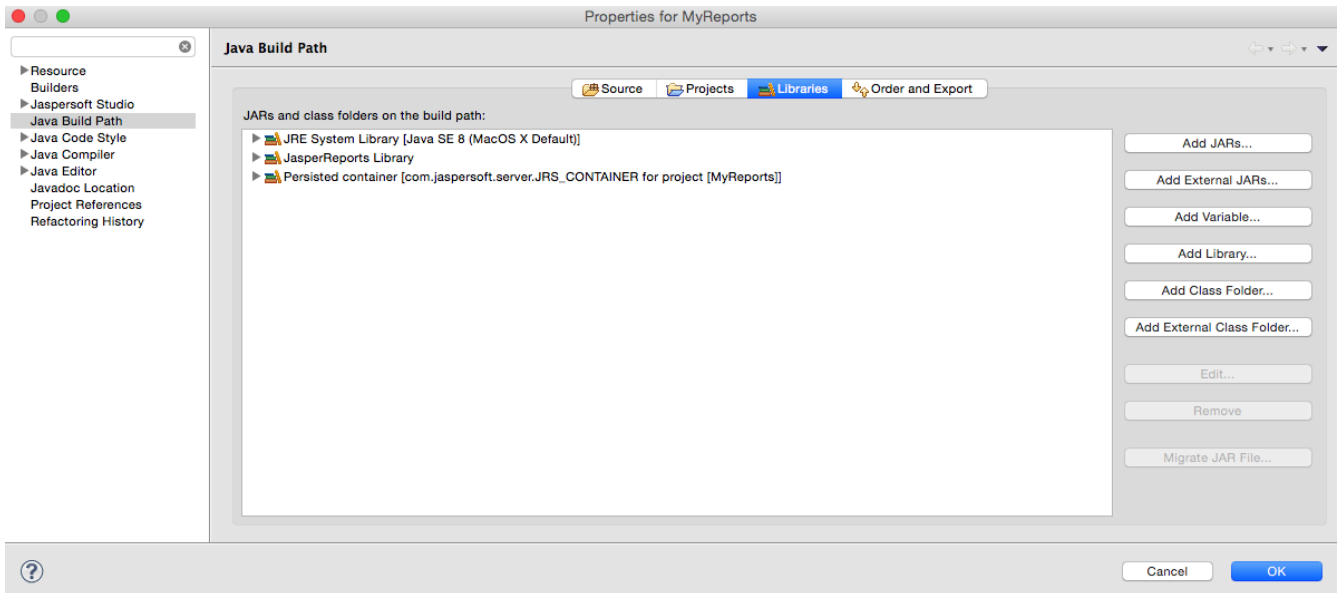 Properties for MyReports
Resource
Builders
Jaspersoft Studio
Java Build Path
Java Code Style
Java Compiler
Java Editor
Javadoc Location
Project References
Refactoring History
Java Build Path
Source Projects Libraries Order and Export
JARs and class folders on the build path:
JRE System Library [Java SE 8 (MacOS X Default)]
JasperReports Library
Persisted container [com.jaspersoft.server.JRS_CONTAINER for project [MyReports]]
Add JARs...
Add External JARs...
Add Variable...
Add Library...
Add Class Folder...
Add External Class Folder...
Edit...
Remove
Migrate JAR File...
?
Cancel OK